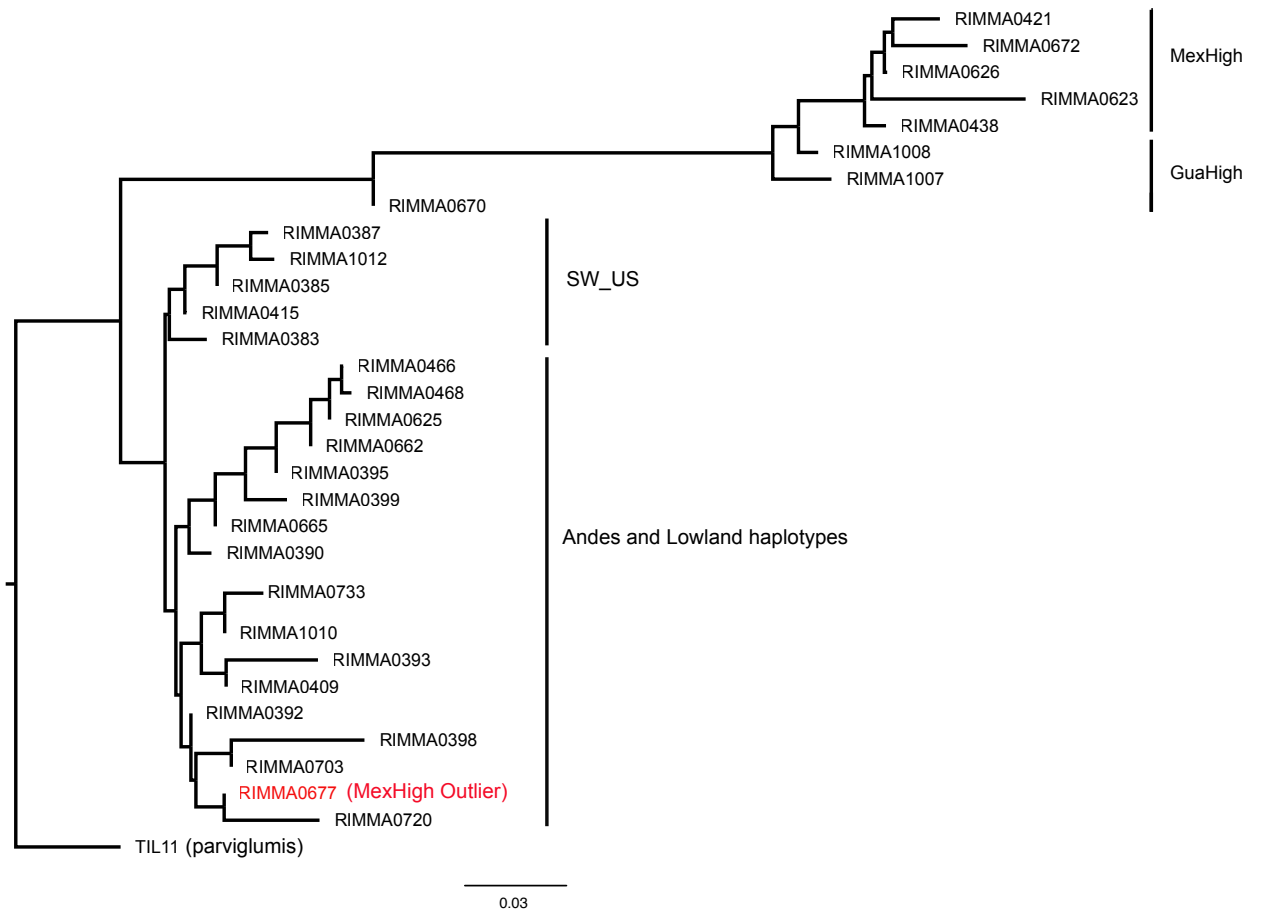 RIMMA0421
RIMMA0672
MexHigh
RIMMA0626
RIMMA0623
RIMMA0438
RIMMA1008
GuaHigh
RIMMA1007
RIMMA0670
RIMMA0387
RIMMA1012
SW_US
RIMMA0385
RIMMA0415
RIMMA0383
RIMMA0466
RIMMA0468
RIMMA0625
RIMMA0662
RIMMA0395
RIMMA0399
RIMMA0665
Andes and Lowland haplotypes
RIMMA0390
RIMMA0733
RIMMA1010
RIMMA0393
RIMMA0409
RIMMA0392
RIMMA0398
RIMMA0703
RIMMA0677 (MexHigh Outlier)
RIMMA0720
TIL11 (parviglumis)
0.03